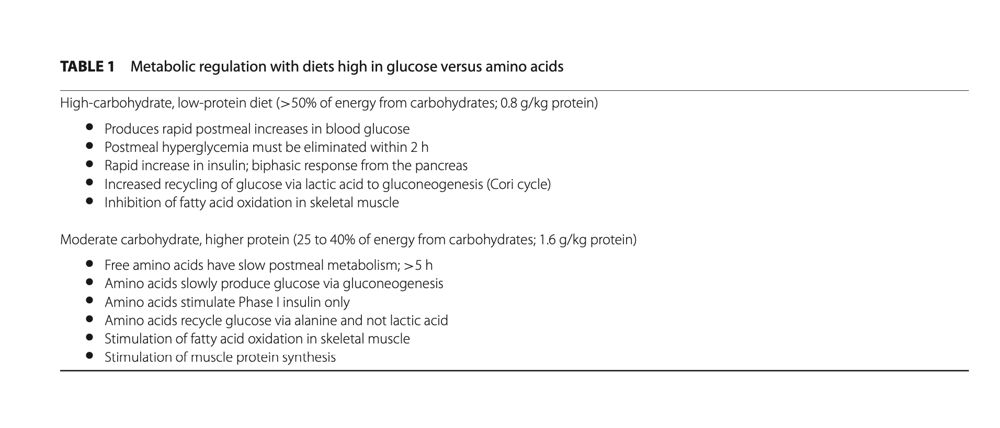 TABLE 1 Metabolic regulation with diets high in glucose versus amino acids
High-carbohydrate, low-protein diet (>50% of energy from carbohydrates; 0.8 g/kg protein)
● Produces rapid postmeal increases in blood glucose
● Postmeal hyperglycemia must be eliminated within 2 h
● Rapid increase in insulin; biphasic response from the pancreas
● Increased recycling of glucose via lactic acid to gluconeogenesis (Cori cycle)
● Inhibition of fatty acid oxidation in skeletal muscle
Moderate carbohydrate, higher protein (25 to 40% of energy from carbohydrates; 1.6 g/kg protein)
● Free amino acids have slow postmeal metabolism; >5 h
● Amino acids slowly produce glucose via gluconeogenesis
● Amino acids stimulate Phase I insulin only
● Amino acids recycle glucose via alanine and not lactic acid
● Stimulation of fatty acid oxidation in skeletal muscle
● Stimulation of muscle protein synthesis